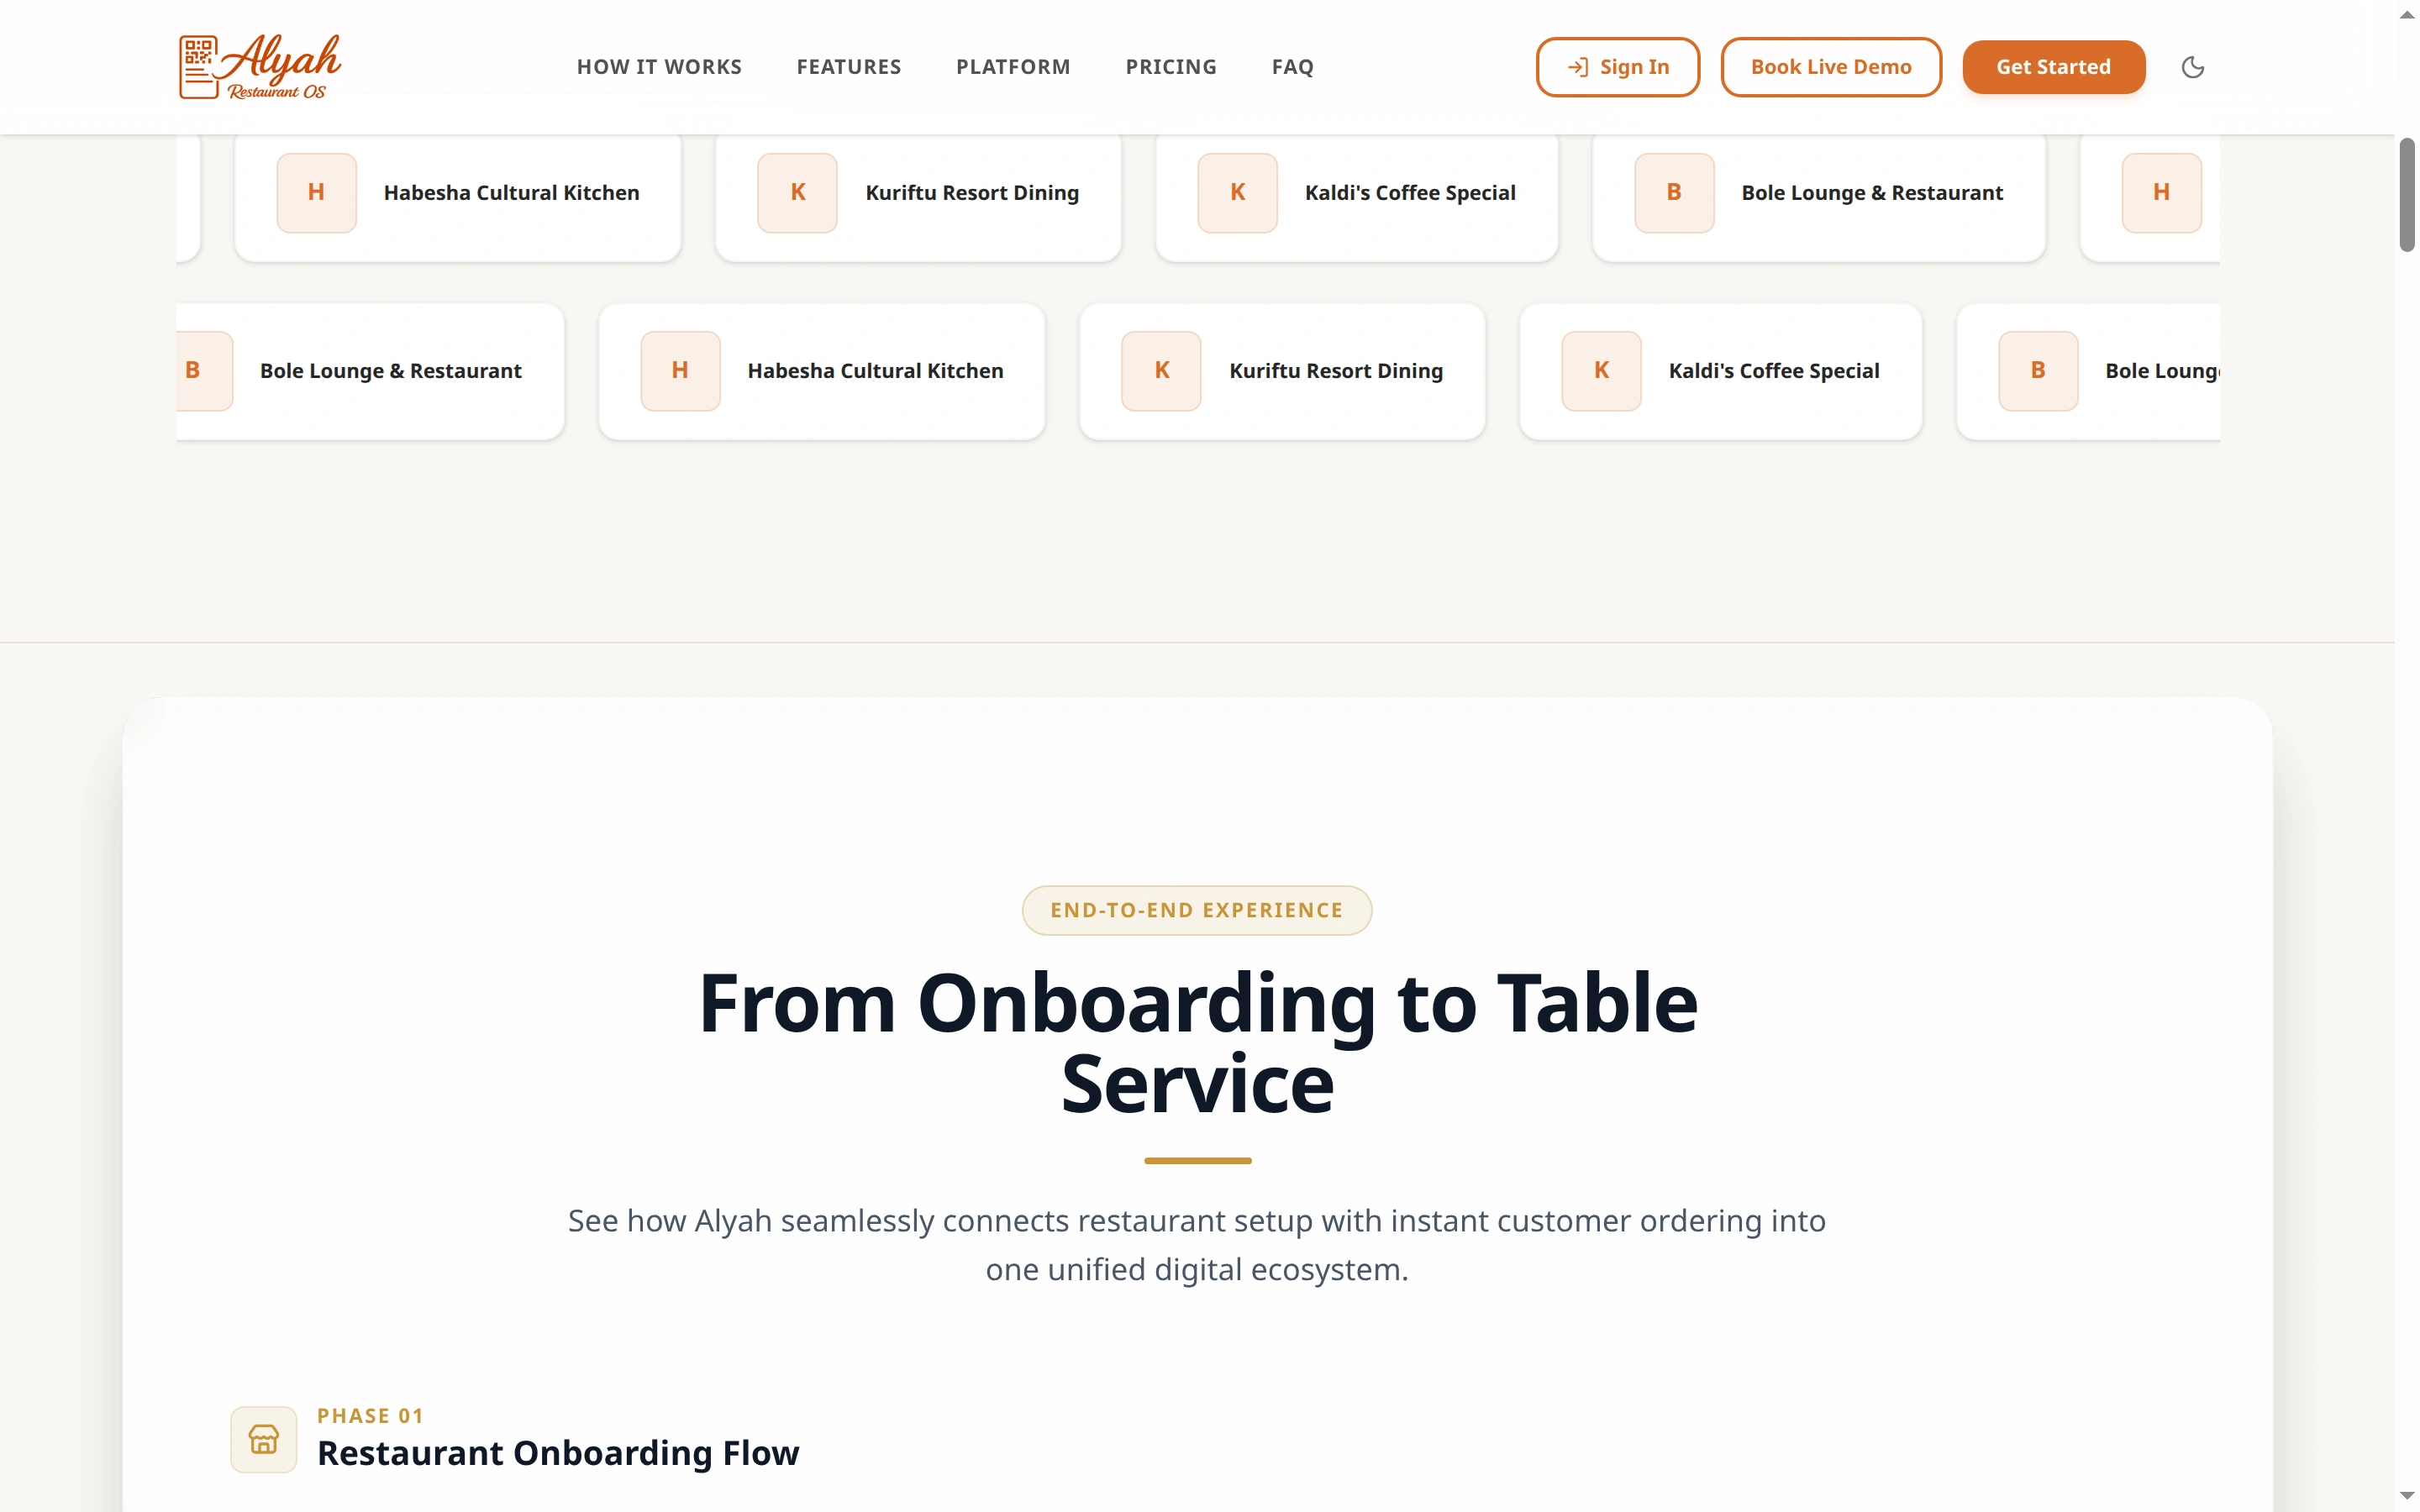 Alyah
Restaurant OS
HOW IT WORKS
FEATURES
PLATFORM
PRICING
FAQ
Sign In
Book Live Demo
Get Started
H Habesha Cultural Kitchen
K Kuriftu Resort Dining
K Kaldi's Coffee Special
B Bole Lounge & Restaurant
H
B Bole Lounge & Restaurant
H Habesha Cultural Kitchen
K Kuriftu Resort Dining
K Kaldi's Coffee Special
B Bole Loung
END-TO-END EXPERIENCE
From Onboarding to Table
Service
See how Alyah seamlessly connects restaurant setup with instant customer ordering into
one unified digital ecosystem.
PHASE 01
Restaurant Onboarding Flow